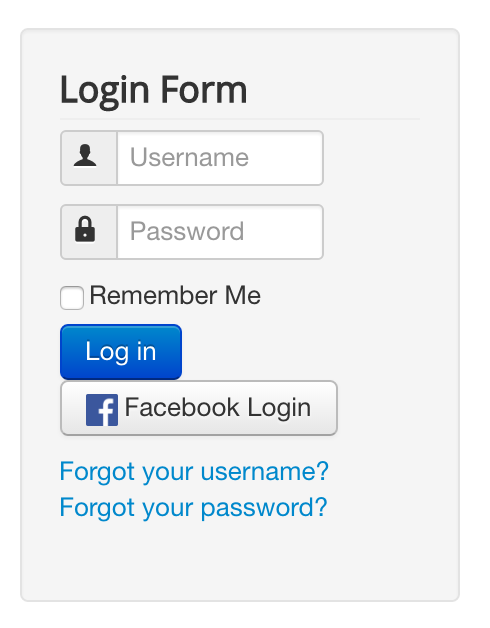 Login Form
Username
Password
Remember Me
Log in
Facebook Login
Forgot your username?
Forgot your password?